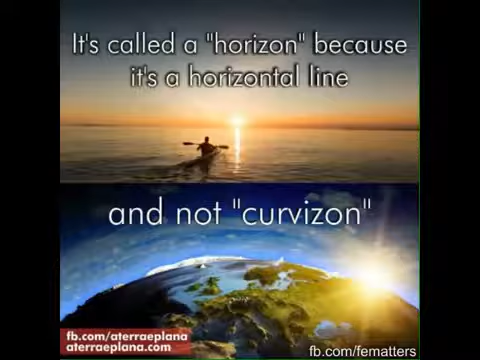 It's called a "horizon" because
it's a horizontal line
and not "curvizon"
fb.com/aterraeplana
aterraeplana.com
fb.com/fematters